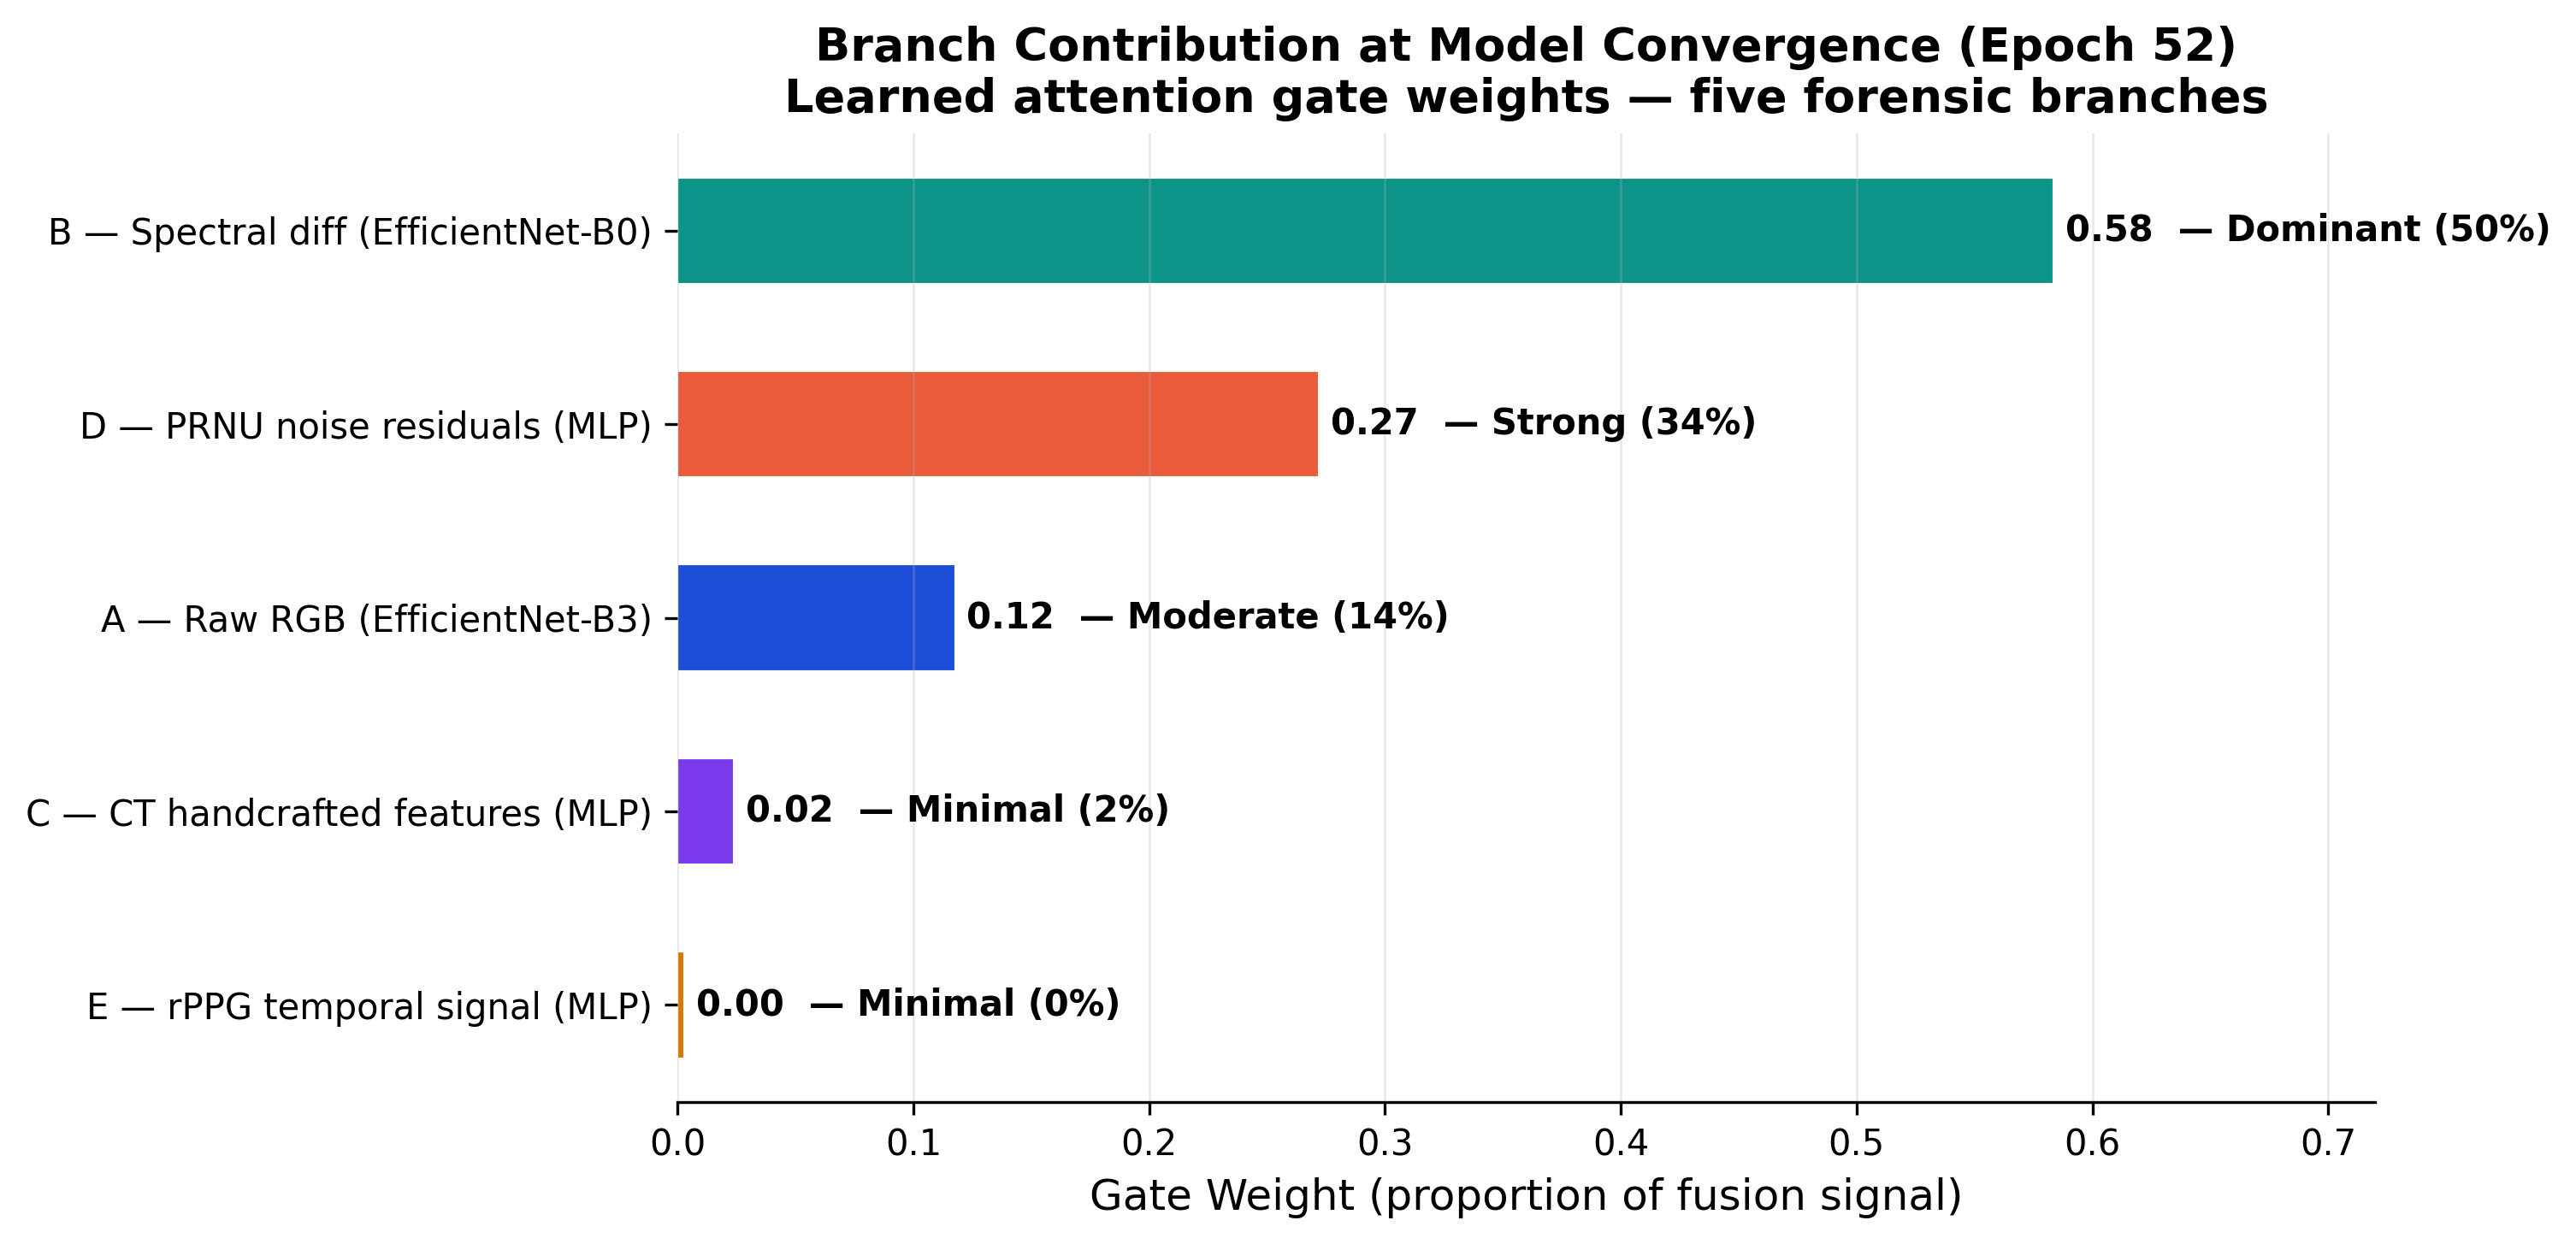 Branch Contribution at Model Convergence (Epoch 52)
Learned attention gate weights — five forensic branches
B — Spectral diff (EfficientNet-B0)
0.58 — Dominant (50%)
D — PRNU noise residuals (MLP)
0.27 — Strong (34%)
A — Raw RGB (EfficientNet-B3)
0.12 — Moderate (14%)
C — CT handcrafted features (MLP)
0.02 — Minimal (2%)
E — rPPG temporal signal (MLP)
0.00 — Minimal (0%)
0.0 0.1 0.2 0.3 0.4 0.5 0.6 0.7
Gate Weight (proportion of fusion signal)